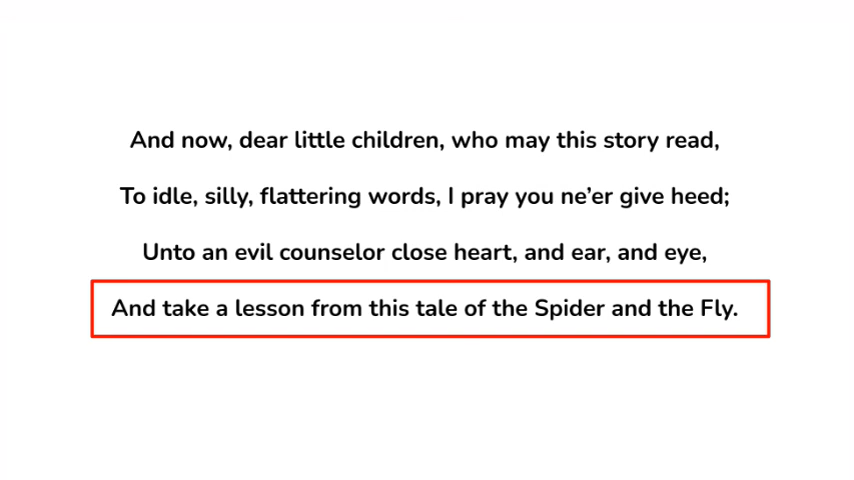 And now, dear little children, who may this story read,
To idle, silly, flattering words, I pray you ne’er give heed;
Unto an evil counselor close heart, and ear, and eye,
And take a lesson from this tale of the Spider and the Fly.